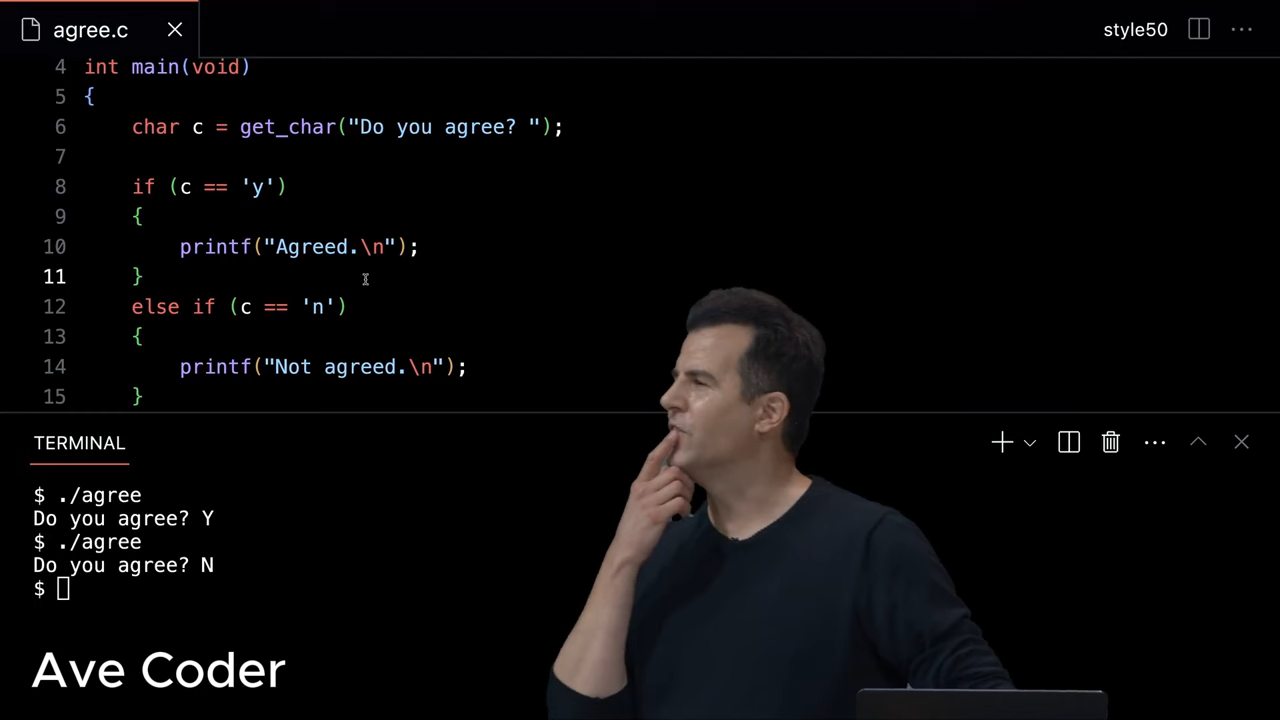 agree.c
style50
4 int main(void)
5 {
6 char c = get_char("Do you agree? ");
7
8 if (c == 'y')
9 {
10 printf("Agreed.\n");
11 }
12 else if (c == 'n')
13 {
14 printf("Not agreed.\n");
15 }
TERMINAL
$ ./agree
Do you agree? Y
$ ./agree
Do you agree? N
$
Ave Coder